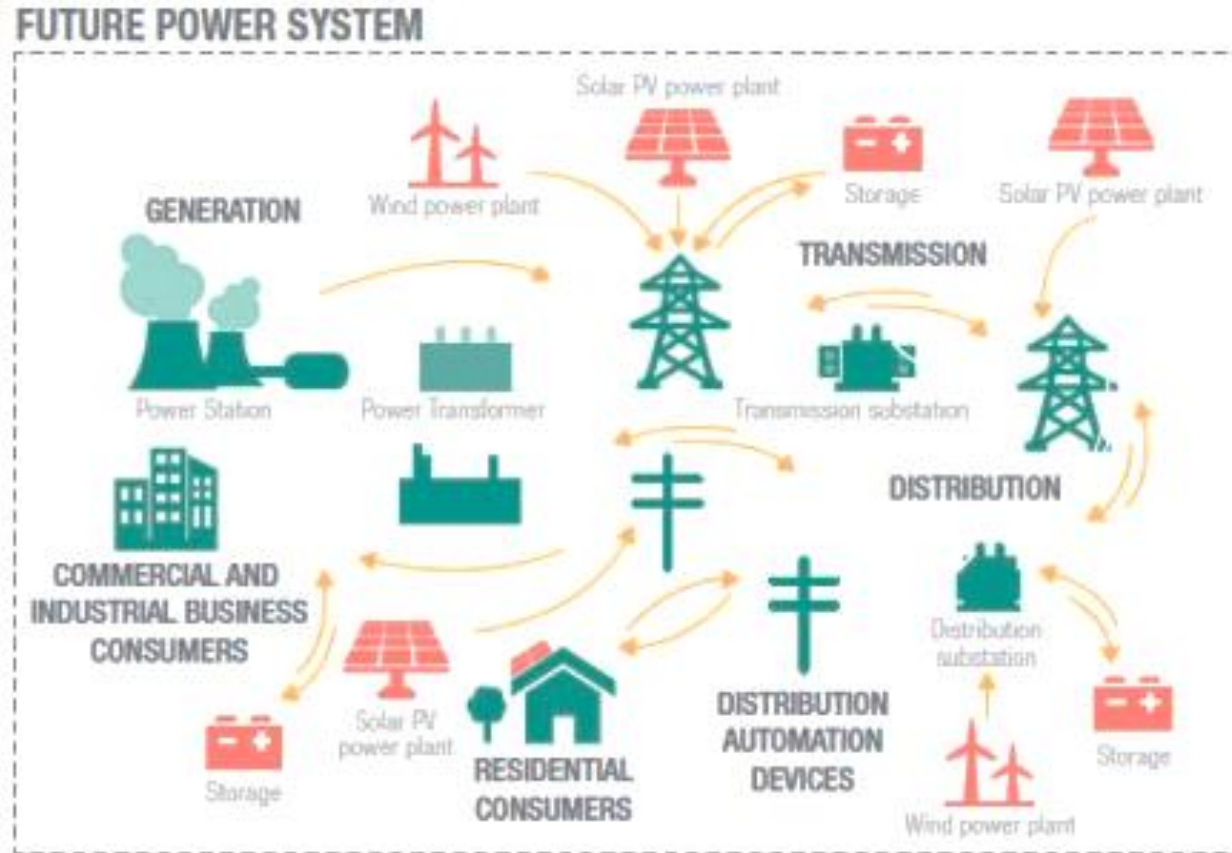 FUTURE POWER SYSTEM
Solar PV power plant
Wind power plant
Storage
Solar PV power plant
GENERATION
TRANSMISSION
Power Station
Power Transformer
Transmission substation
DISTRIBUTION
COMMERCIAL AND
INDUSTRIAL BUSINESS
CONSUMERS
Distribution
substation
Solar PV
power plant
Storage
RESIDENTIAL
CONSUMERS
DISTRIBUTION
AUTOMATION
DEVICES
Storage
Wind power plant